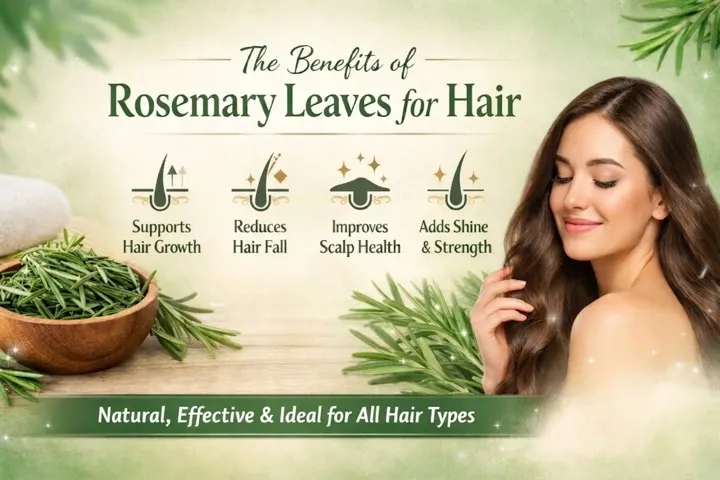 The Benefits of
Rosemary Leaves for Hair
Supports
Hair Growth
Reduces
Hair Fall
Improves
Scalp Health
Adds Shine
& Strength
Natural, Effective & Ideal for All Hair Types